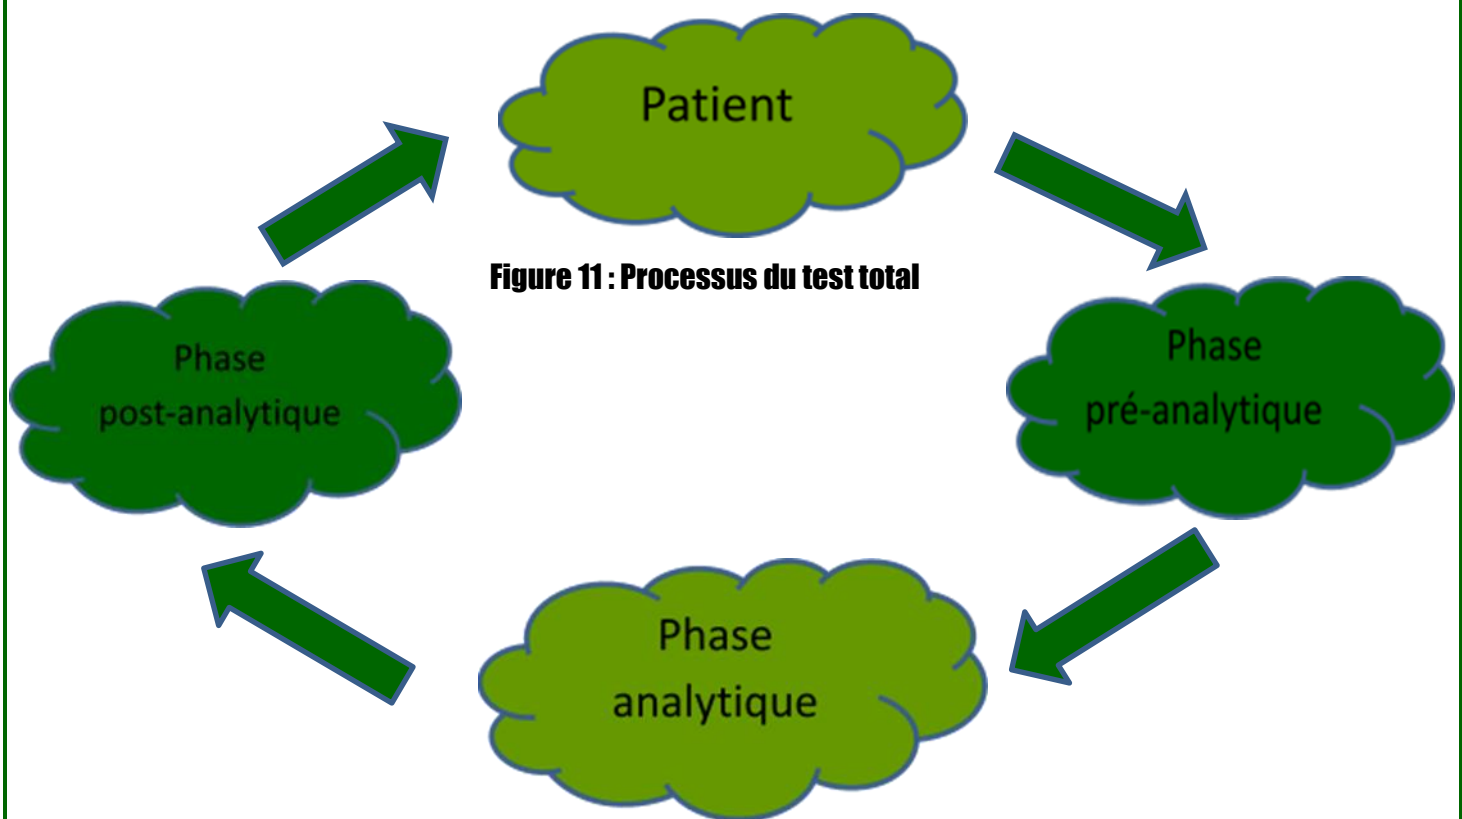 Patient
Figure 11 : Processus du test total
Phase
post-analytique
Phase
pré-analytique
Phase
analytique